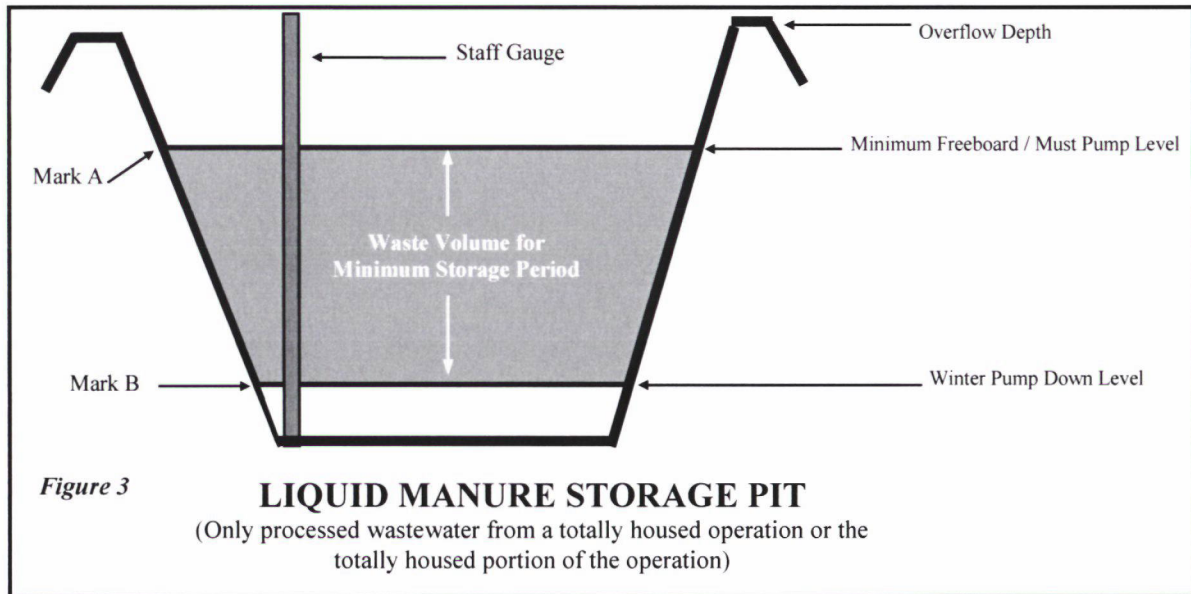 Overflow Depth
Staff Gauge
Minimum Freeboard / Must Pump Level
Mark A
Waste Volume for
Minimum Storage Period
Mark B
Winter Pump Down Level
Figure 3
LIQUID MANURE STORAGE PIT
(Only processed wastewater from a totally housed operation or the
totally housed portion of the operation)